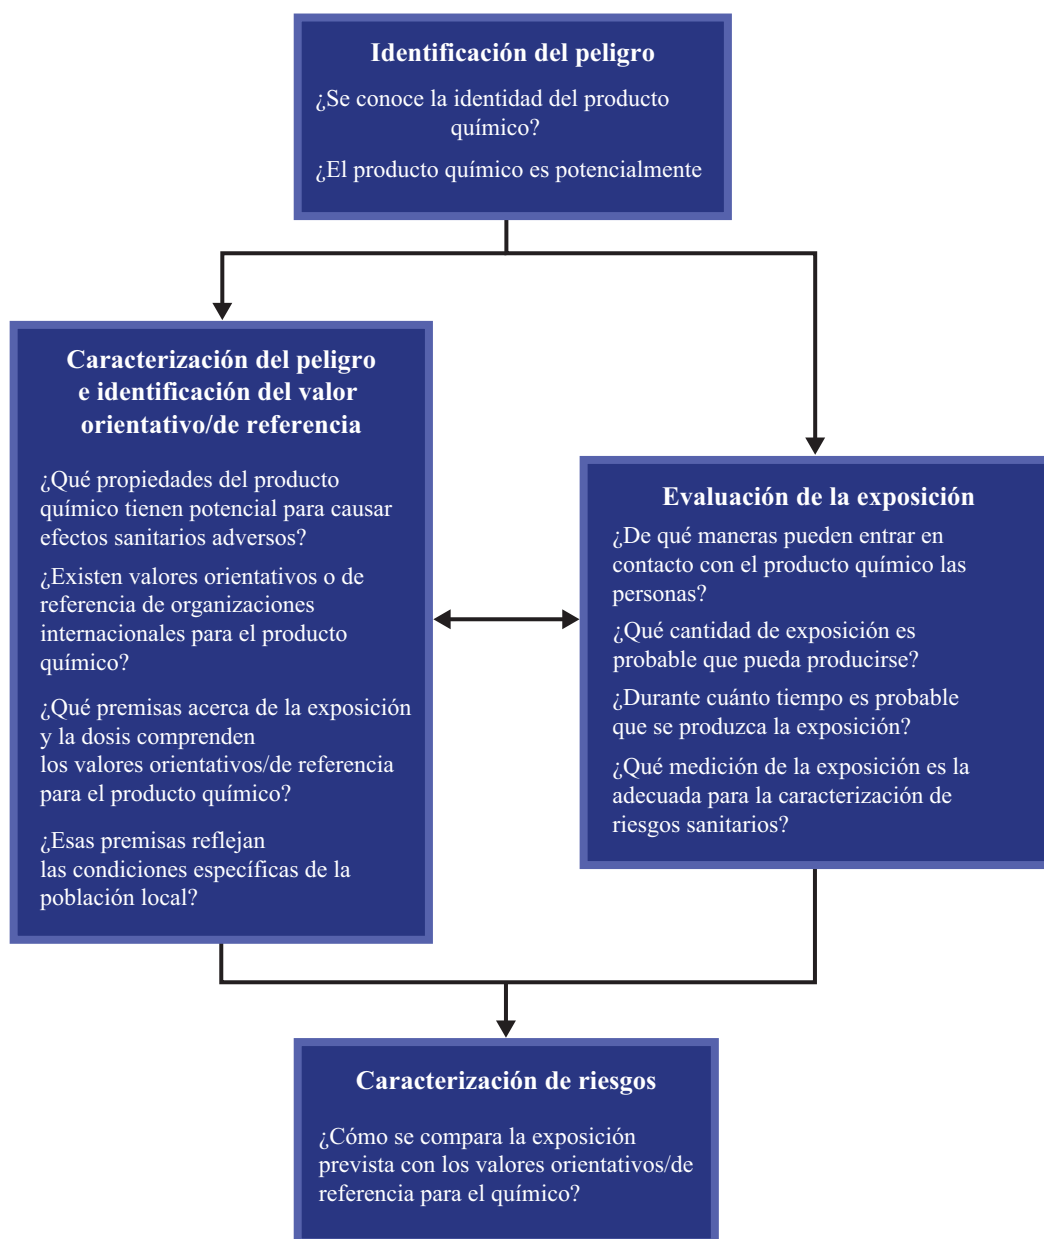 Identificación del peligro
¿Se conoce la identidad del producto
químico?
¿El producto químico es potencialmente
Caracterización del peligro
e identificación del valor
orientativo/de referencia
¿Qué propiedades del producto
químico tienen potencial para causar
efectos sanitarios adversos?
¿Existen valores orientativos o de
referencia de organizaciones
internacionales para el producto
químico?
¿Qué premisas acerca de la exposición
y la dosis comprenden
los valores orientativos/de referencia
para el producto químico?
¿Esas premisas reflejan
las condiciones específicas de la
población local?
Evaluación de la exposición
¿De qué maneras pueden entrar en
contacto con el producto químico las
personas?
¿Qué cantidad de exposición es
probable que pueda producirse?
¿Durante cuánto tiempo es probable
que se produzca la exposición?
¿Qué medición de la exposición es la
adecuada para la caracterización de
riesgos sanitarios?
Caracterización de riesgos
¿Cómo se compara la exposición
prevista con los valores orientativos/de
referencia para el químico?